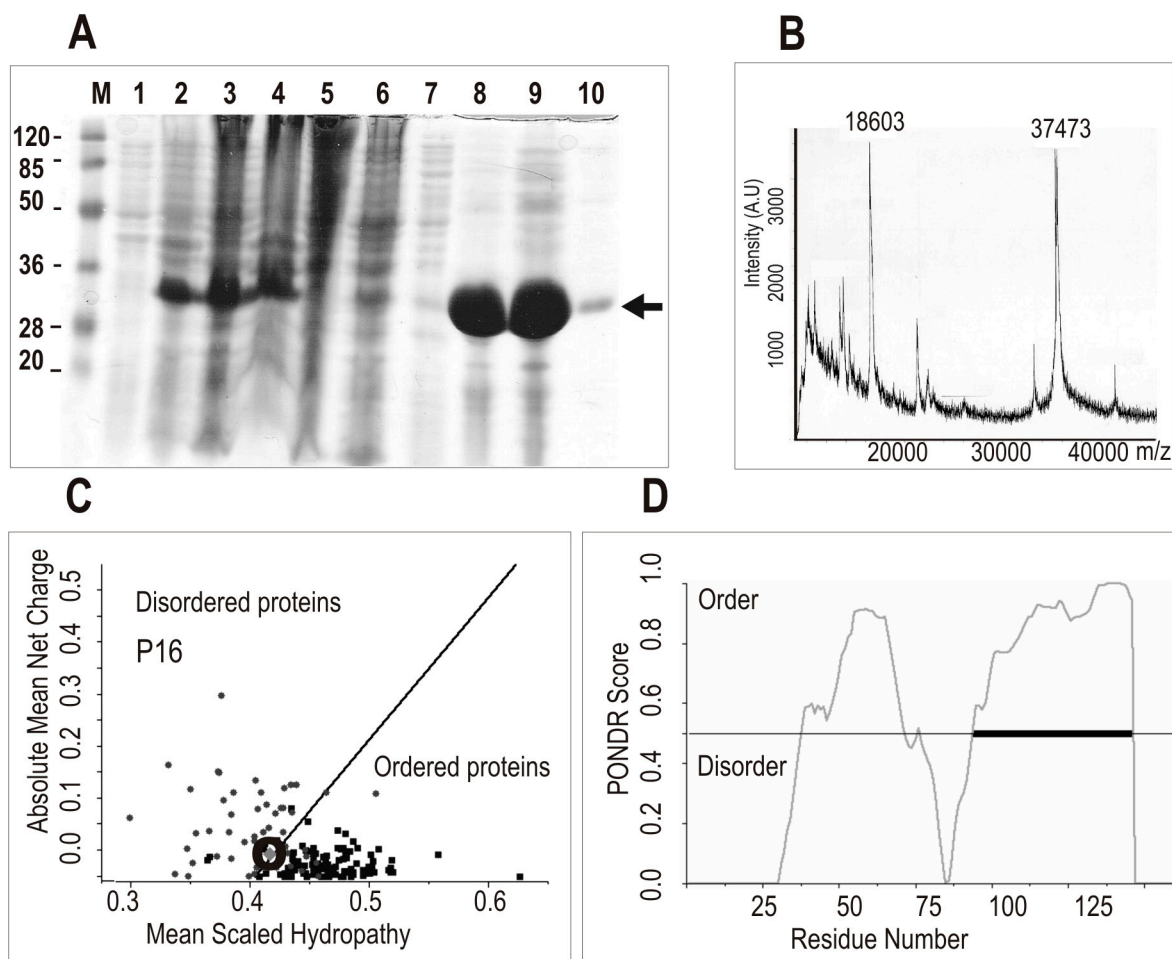 A
M 1 2 3 4 5 6 7 8 9 10
120 -
85 -
50 -
36 -
28 -
20 -
B
18603
37473
Intensity (A.U)
3000
2000
1000
20000 30000 40000 m/z
C
Absolute Mean Net Charge
0.5
0.4
0.3
0.2
0.1
0.0
Disordered proteins
P16
Ordered proteins
0.3 0.4 0.5 0.6
Mean Scaled Hydropathy
D
PONDR Score
1.0
0.8
0.6
0.4
0.2
0.0
Order
Disorder
25 50 75 100 125
Residue Number